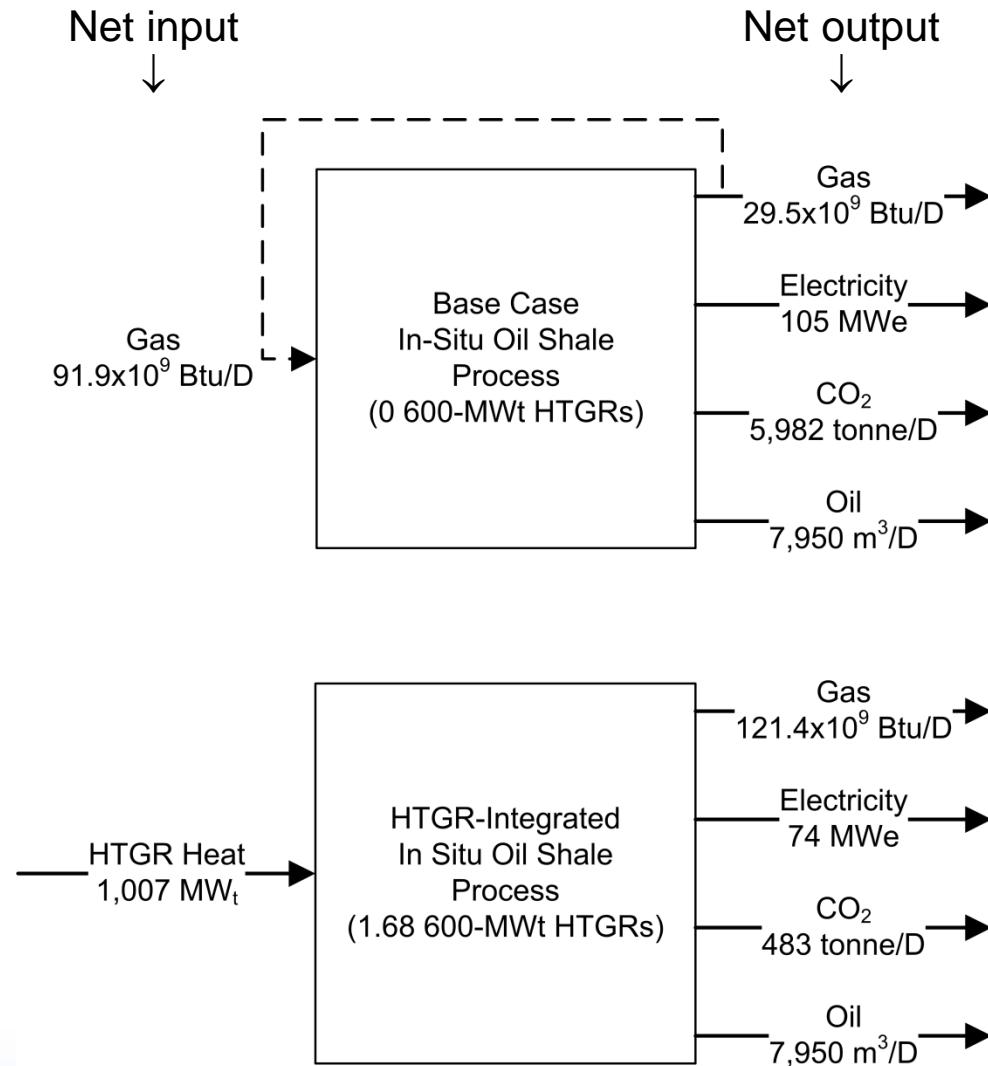 Net input
↓
Net output
↓
Gas
91.9x10⁹ Btu/D
Base Case
In-Situ Oil Shale
Process
(0 600-MWt HTGRs)
Gas
29.5x10⁹ Btu/D
Electricity
105 MWe
CO₂
5,982 tonne/D
Oil
7,950 m³/D
HTGR Heat
1,007 MWₜ
HTGR-Integrated
In Situ Oil Shale
Process
(1.68 600-MWt HTGRs)
Gas
121.4x10⁹ Btu/D
Electricity
74 MWe
CO₂
483 tonne/D
Oil
7,950 m³/D